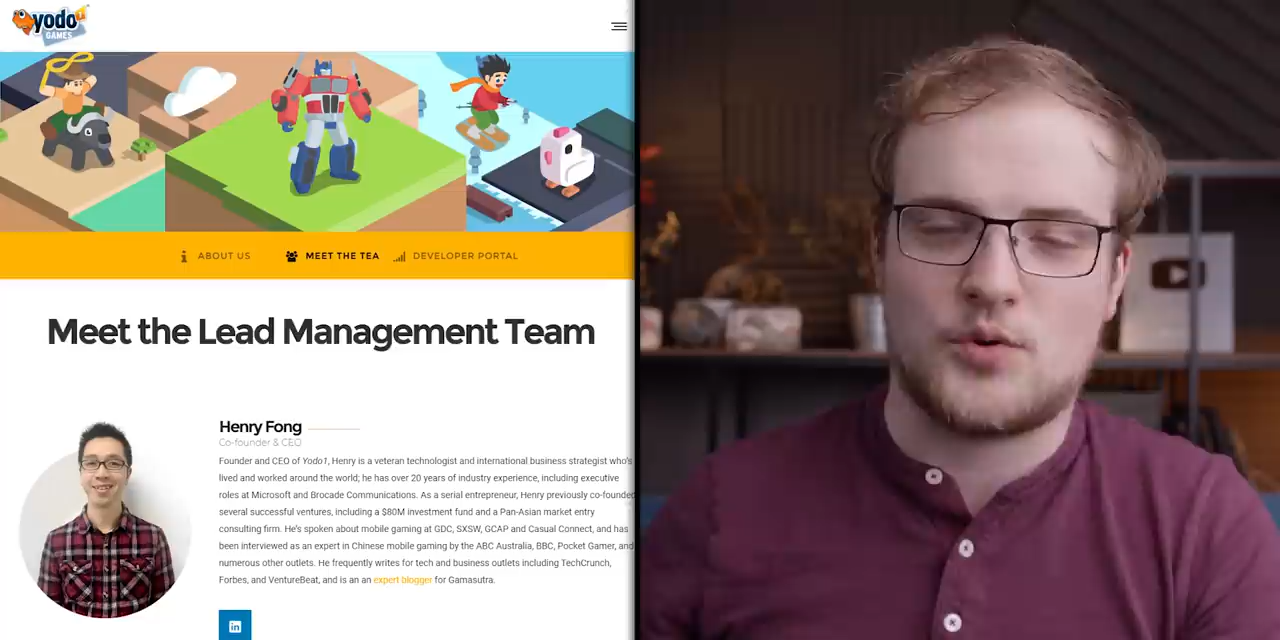 yodo1
GAMES
ABOUT US
MEET THE TEA
DEVELOPER PORTAL
Meet the Lead Management Team
Henry Fong
Co-founder & CEO
Founder and CEO of Yodo1, Henry is a veteran technologist and international business strategist who's
lived and worked around the world; he has over 20 years of industry experience, including executive
roles at Microsoft and Brocade Communications. As a serial entrepreneur, Henry previously co-founded
several successful ventures, including a $80M investment fund and a Pan-Asian market entry
consulting firm. He's spoken about mobile gaming at GDC, SXSW, GCAP and Casual Connect, and has
been interviewed as an expert in Chinese mobile gaming by the ABC Australia, BBC, Pocket Gamer, and
numerous other outlets. He frequently writes for tech and business outlets including TechCrunch,
Forbes, and VentureBeat, and is an an expert blogger for Gamasutra.
in